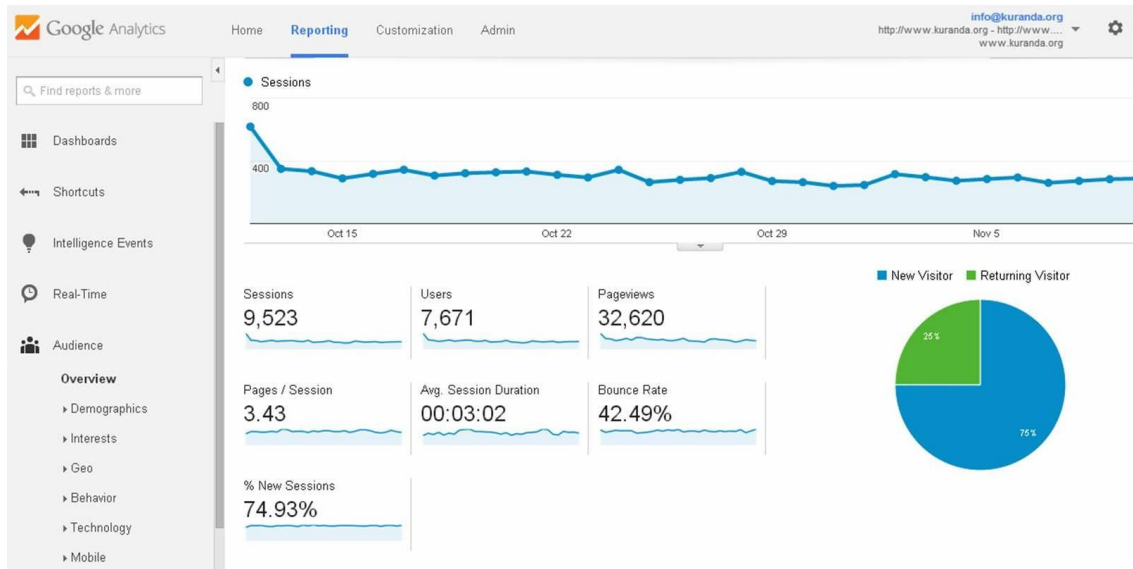 Google Analytics
Home Reporting Customization Admin
info@kuranda.org
http://www.kuranda.org - http://www....
www.kuranda.org
Find reports & more
Dashboards
Shortcuts
Intelligence Events
Real-Time
Audience
Overview
Demographics
Interests
Geo
Behavior
Technology
Mobile
Sessions
800
400
Oct 15 Oct 22 Oct 29 Nov 5
Sessions
9,523
Users
7,671
Pageviews
32,620
Pages / Session
3.43
Avg. Session Duration
00:03:02
Bounce Rate
42.49%
% New Sessions
74.93%
New Visitor Returning Visitor
25%
75%